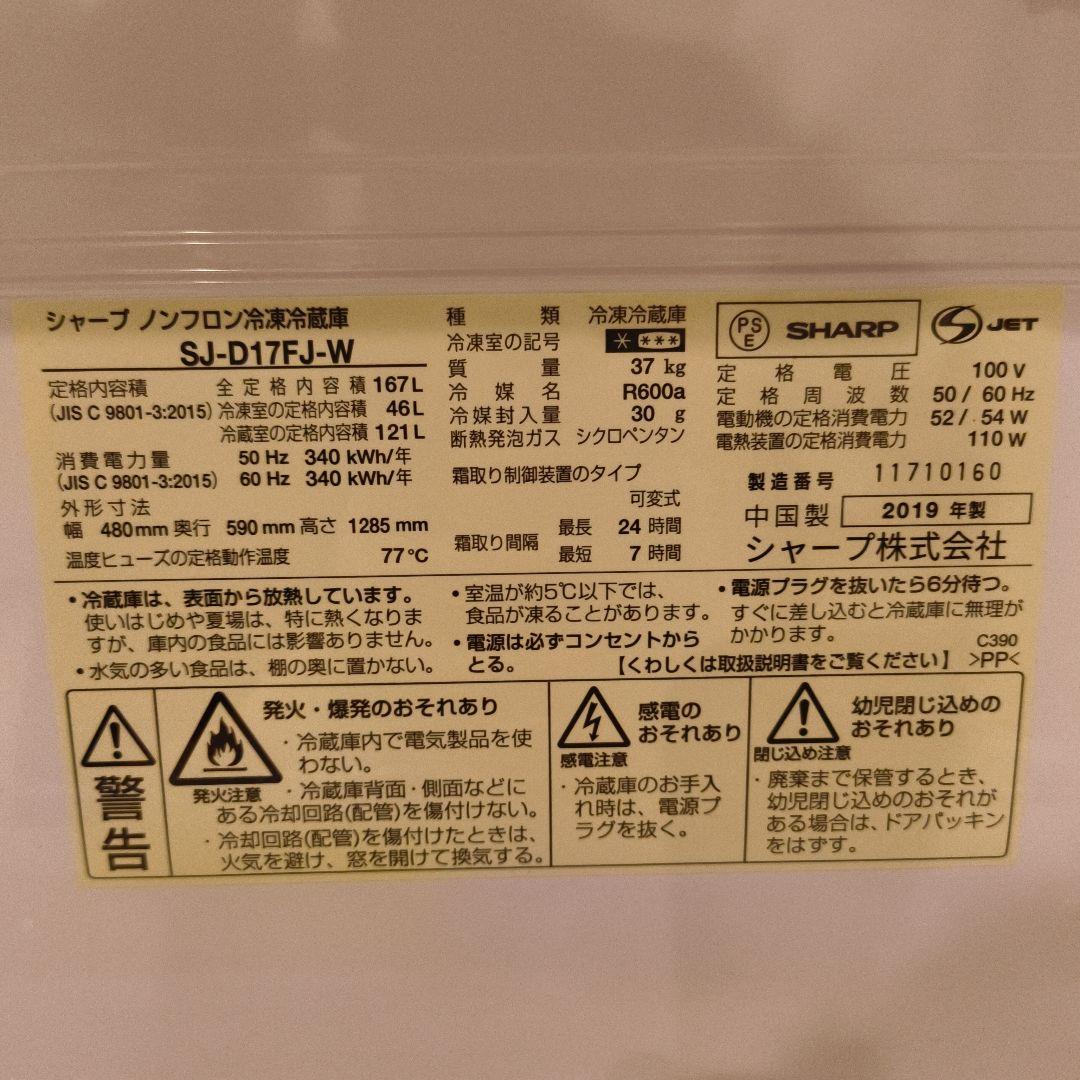 シャープ ノンフロン冷凍冷蔵庫
SJ-D17FJ-W
定格内容積 全定格内容積 167L
(JIS C 9801-3:2015) 冷凍室の定格内容積 46L
冷蔵室の定格内容積 121L
消費電力量 50 Hz 340 kWh/年
(JIS C 9801-3:2015) 60 Hz 340 kWh/年
外形寸法
幅 480mm 奥行 590mm 高さ 1285mm
温度ヒューズの定格動作温度 77℃
種類 冷凍冷蔵庫
冷凍室の記号
質量 37 kg
冷媒名 R600a
冷媒封入量 30 g
断熱発泡ガス シクロペンタン
霜取り制御装置のタイプ
可変式
霜取り間隔 最長 24 時間
最短 7 時間
PSE SHARP S JET
定格電圧 100 V
定格周波数 50 / 60 Hz
電動機の定格消費電力 52 / 54 W
電熱装置の定格消費電力 110 W
製造番号 11710160
中国製 2019 年製
シャープ株式会社
・冷蔵庫は、表面から放熱しています。
使いはじめや夏場は、特に熱くなりま
すが、庫内の食品には影響ありません。
・水気の多い食品は、棚の奥に置かない。
・室温が約5℃以下では、
食品が凍ることがあります。
・電源は必ずコンセントから
とる。
・電源プラグを抜いたら6分待つ。
すぐに差し込むと冷蔵庫に無理が
かかります。
C390
【くわしくは取扱説明書をご覧ください】 >PP<
警告
発火注意
発火・爆発のおそれあり
・冷蔵庫内で電気製品を使
わない。
・冷蔵庫背面・側面などに
ある冷却回路(配管)を傷付けない。
・冷却回路(配管)を傷付けたときは、
火気を避け、窓を開けて換気する。
感電注意
感電の
おそれあり
・冷蔵庫のお手入
れ時は、電源プ
ラグを抜く。
閉じ込め注意
幼児閉じ込めの
おそれあり
・廃棄まで保管するとき、
幼児閉じ込めのおそれが
ある場合は、ドアパッキン
をはずす。